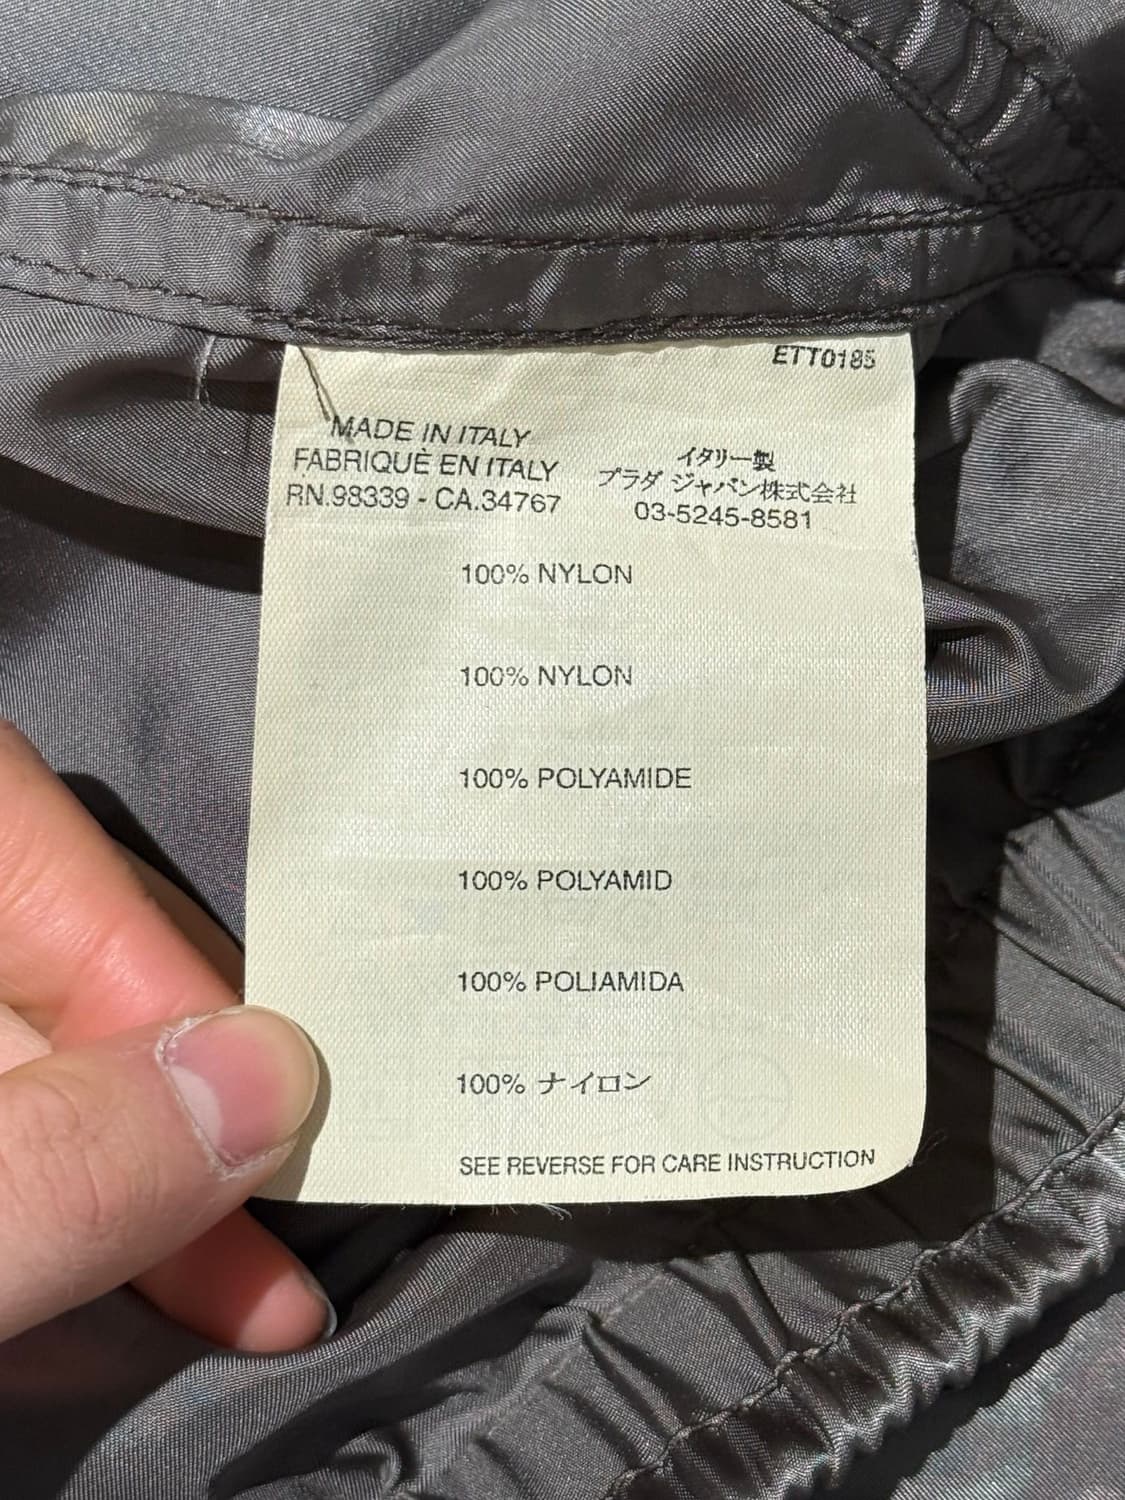 ETT0185
MADE IN ITALY
FABRIQUÈ EN ITALY
RN.98339 - CA.34767
イタリー製
プラダ ジャパン株式会社
03-5245-8581
100% NYLON
100% NYLON
100% POLYAMIDE
100% POLYAMID
100% POLIAMIDA
100% ナイロン
SEE REVERSE FOR CARE INSTRUCTION